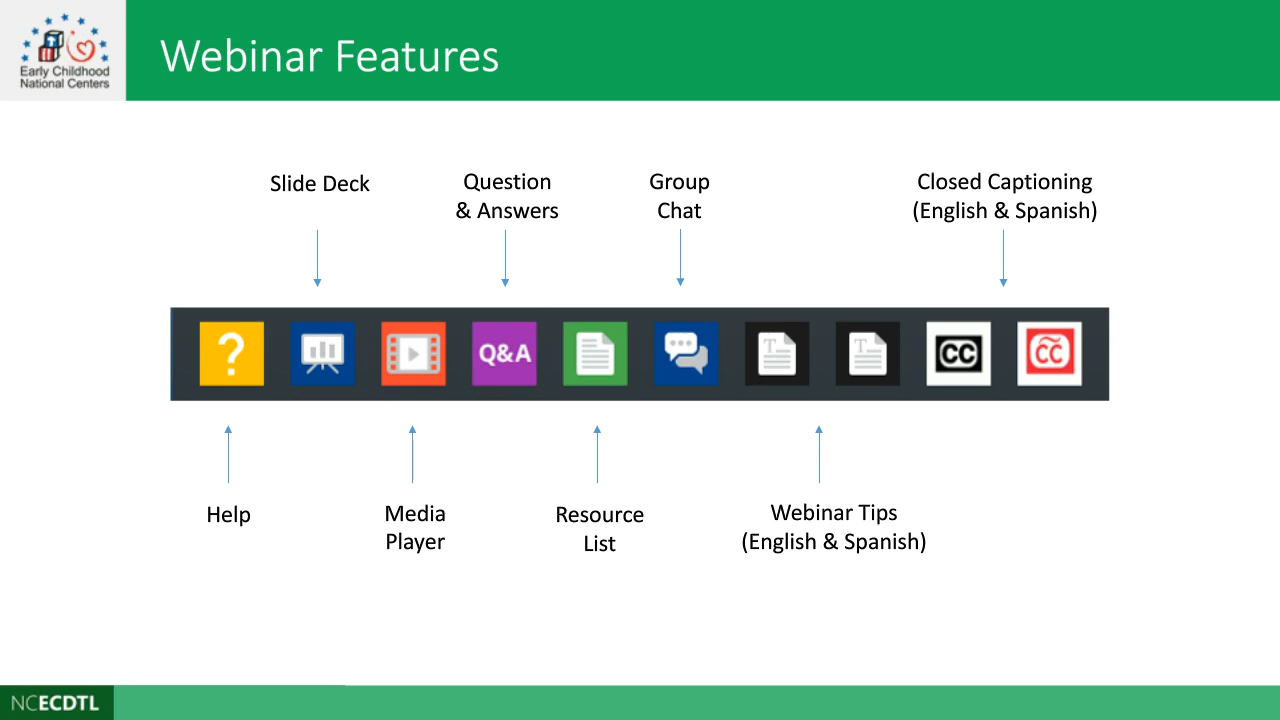 Early Childhood
National Centers
Webinar Features
Slide Deck
Question
& Answers
Group
Chat
Closed Captioning
(English & Spanish)
?
Q&A
T
T
CC
CC
Help
Media
Player
Resource
List
Webinar Tips
(English & Spanish)
NCECDTL